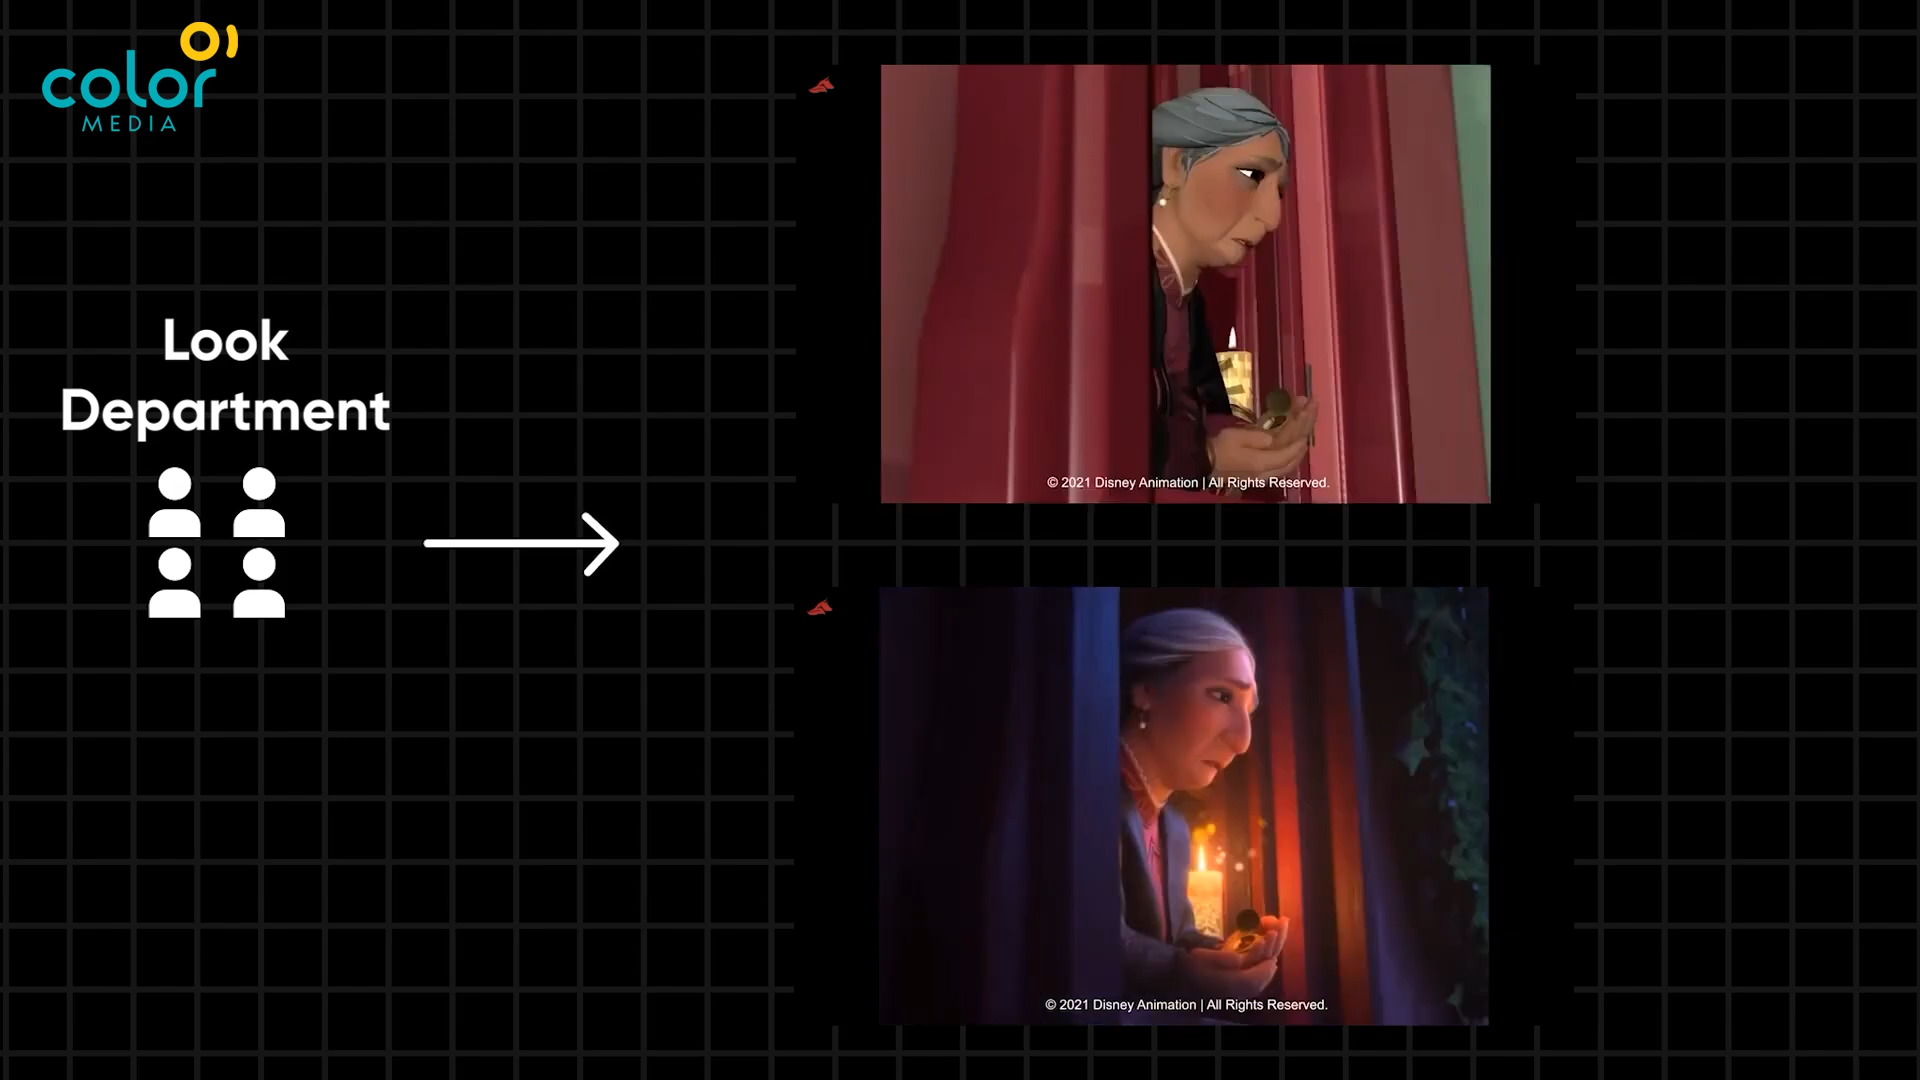 color
MEDIA
Look
Department
© 2021 Disney Animation | All Rights Reserved.
© 2021 Disney Animation | All Rights Reserved.